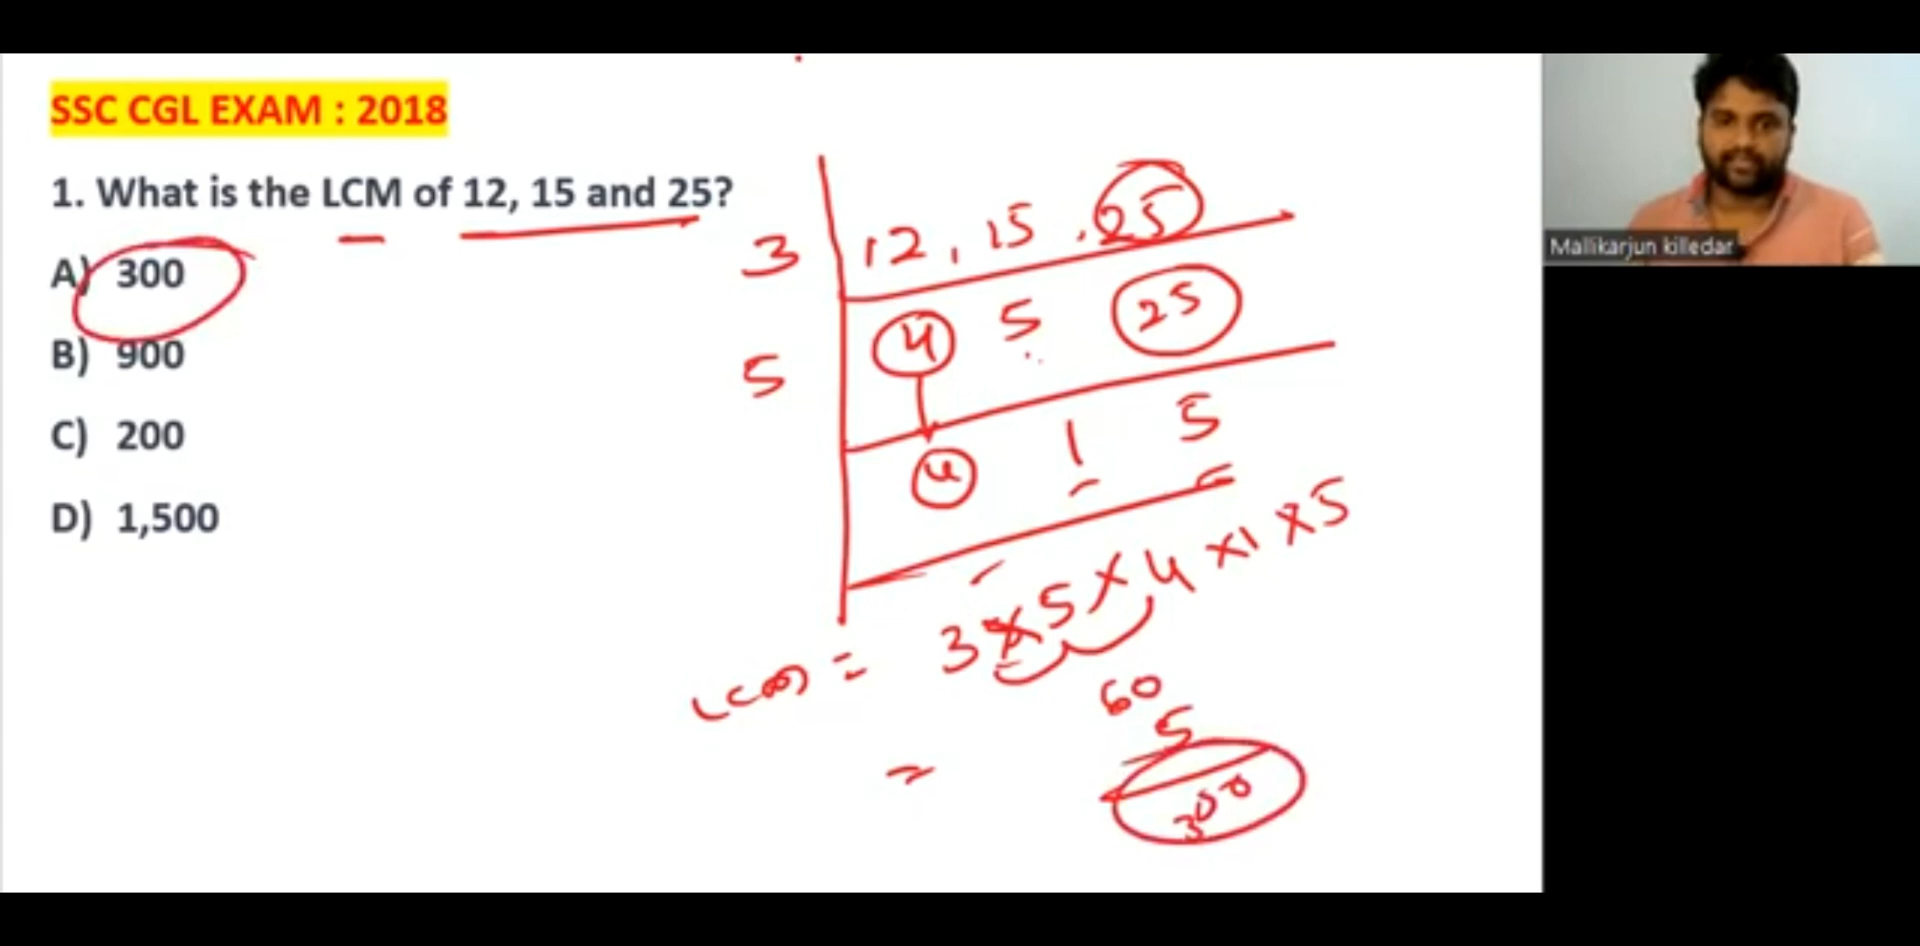 SSC CGL EXAM : 2018
1. What is the LCM of 12, 15 and 25?
A) 300
B) 900
C) 200
D) 1,500
3 12, 15, 25
5 4 5 25
4 1 5
LCM = 3 × 5 × 4 × 1 × 5
60
5
= 300
Mallikarjun killedar